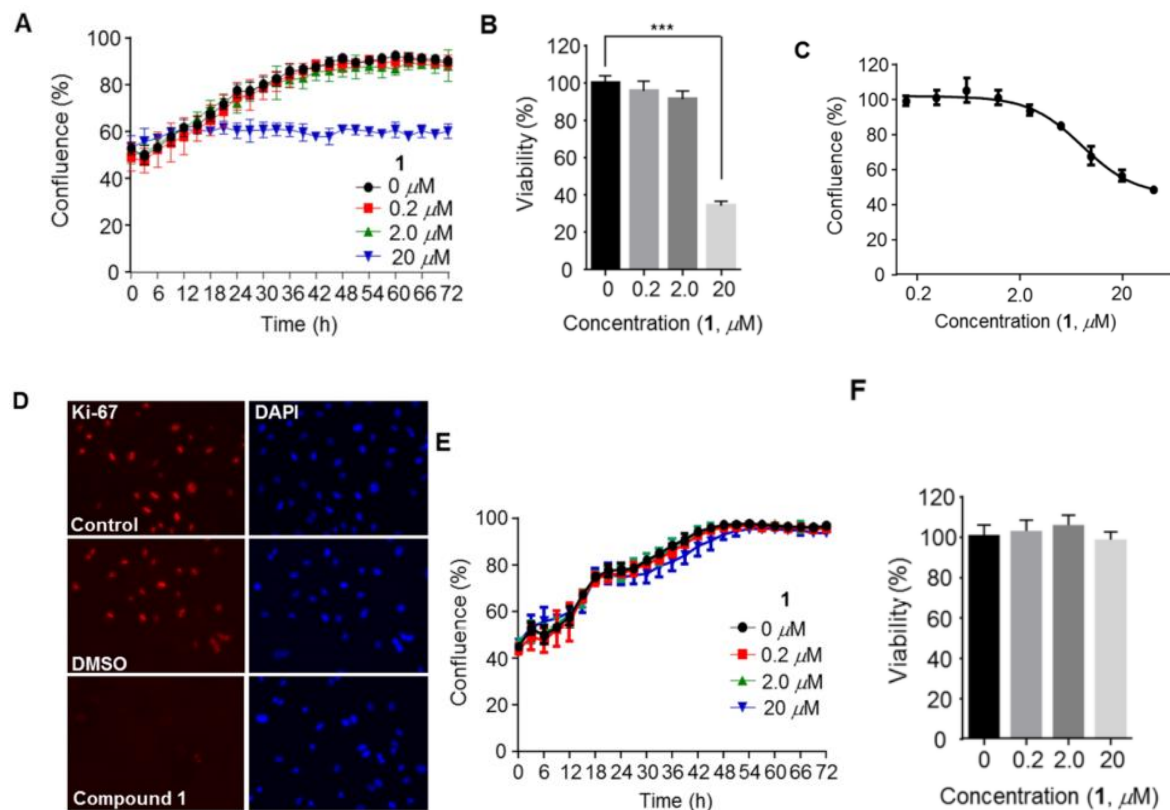 A
Confluence (%)
100
80
60
40
20
0
0 6 12 18 24 30 36 42 48 54 60 66 72
Time (h)
1
0 μM
0.2 μM
2.0 μM
20 μM
B
***
Viability (%)
120
100
80
60
40
20
0
0 0.2 2.0 20
Concentration (1, μM)
C
Confluence (%)
120
100
80
60
40
20
0
0.2 2.0 20
Concentration (1, μM)
D
Ki-67 DAPI
Control
DMSO
Compound 1
E
Confluence (%)
100
80
60
40
20
0
0 6 12 18 24 30 36 42 48 54 60 66 72
Time (h)
1
0 μM
0.2 μM
2.0 μM
20 μM
F
Viability (%)
120
100
80
60
40
20
0
0 0.2 2.0 20
Concentration (1, μM)